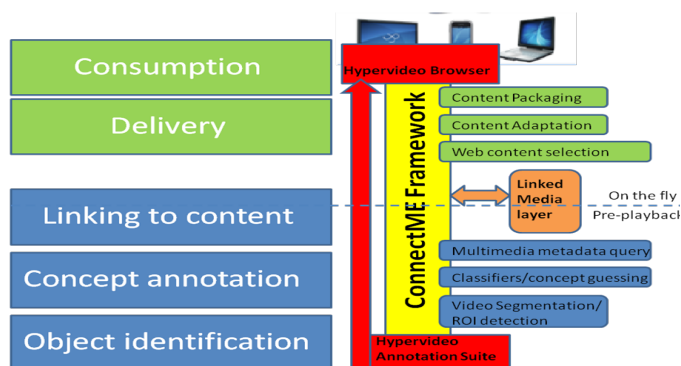 Consumption
Delivery
Linking to content
Concept annotation
Object identification
Hypervideo Browser
ConnectME Framework
Content Packaging
Content Adaptation
Web content selection
Linked
Media
layer
On the fly
Pre-playback
Multimedia metadata query
Classifiers/concept guessing
Video Segmentation/
ROI detection
Hypervideo
Annotation Suite